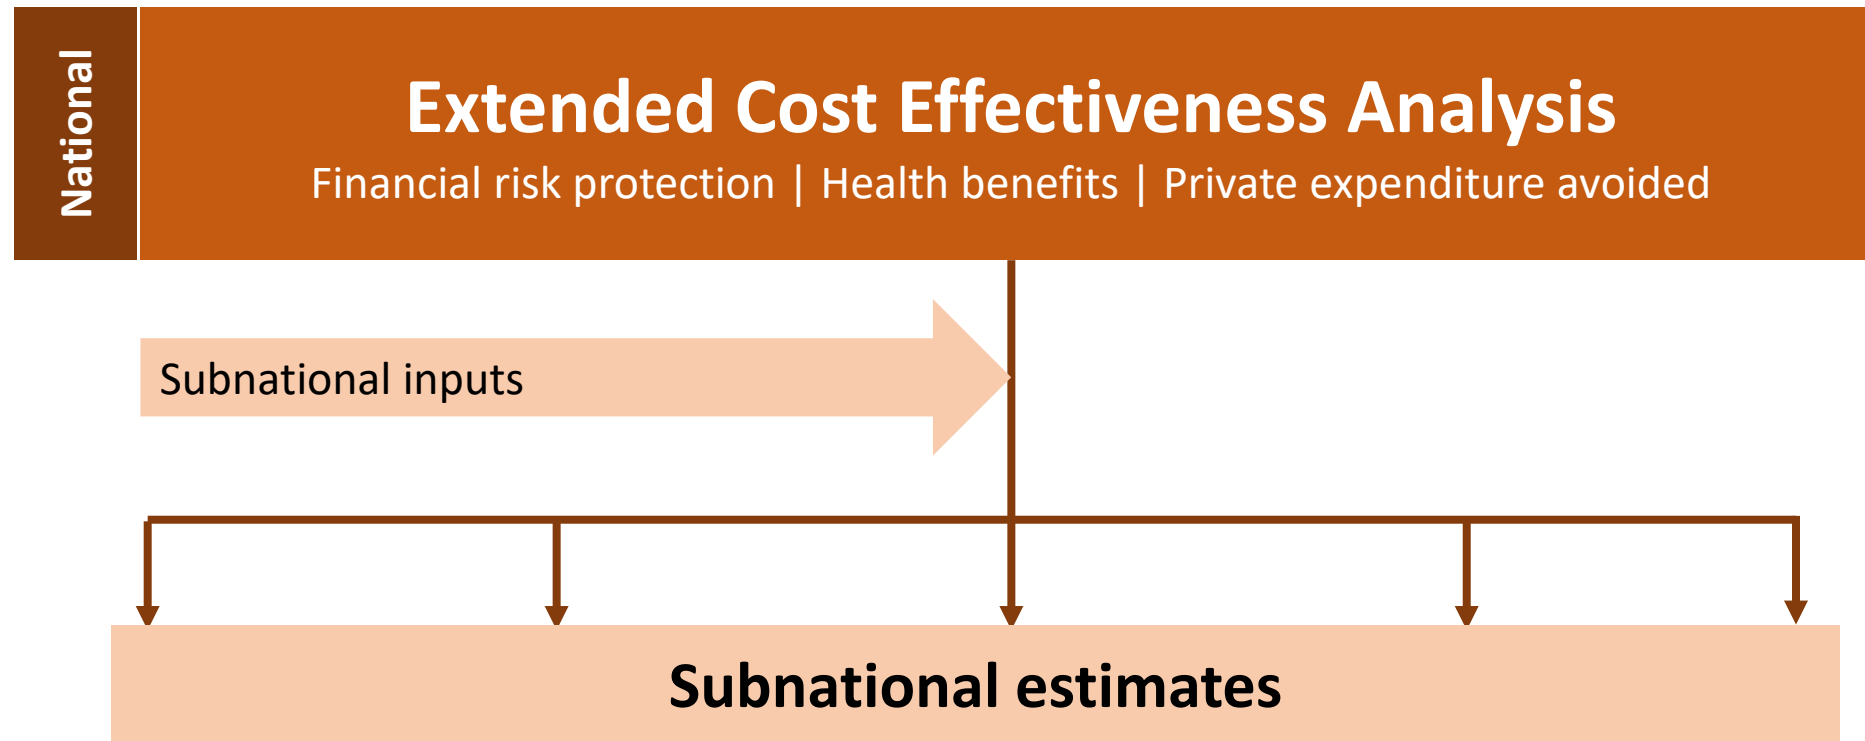 National
Extended Cost Effectiveness Analysis
Financial risk protection | Health benefits | Private expenditure avoided
Subnational inputs
Subnational estimates